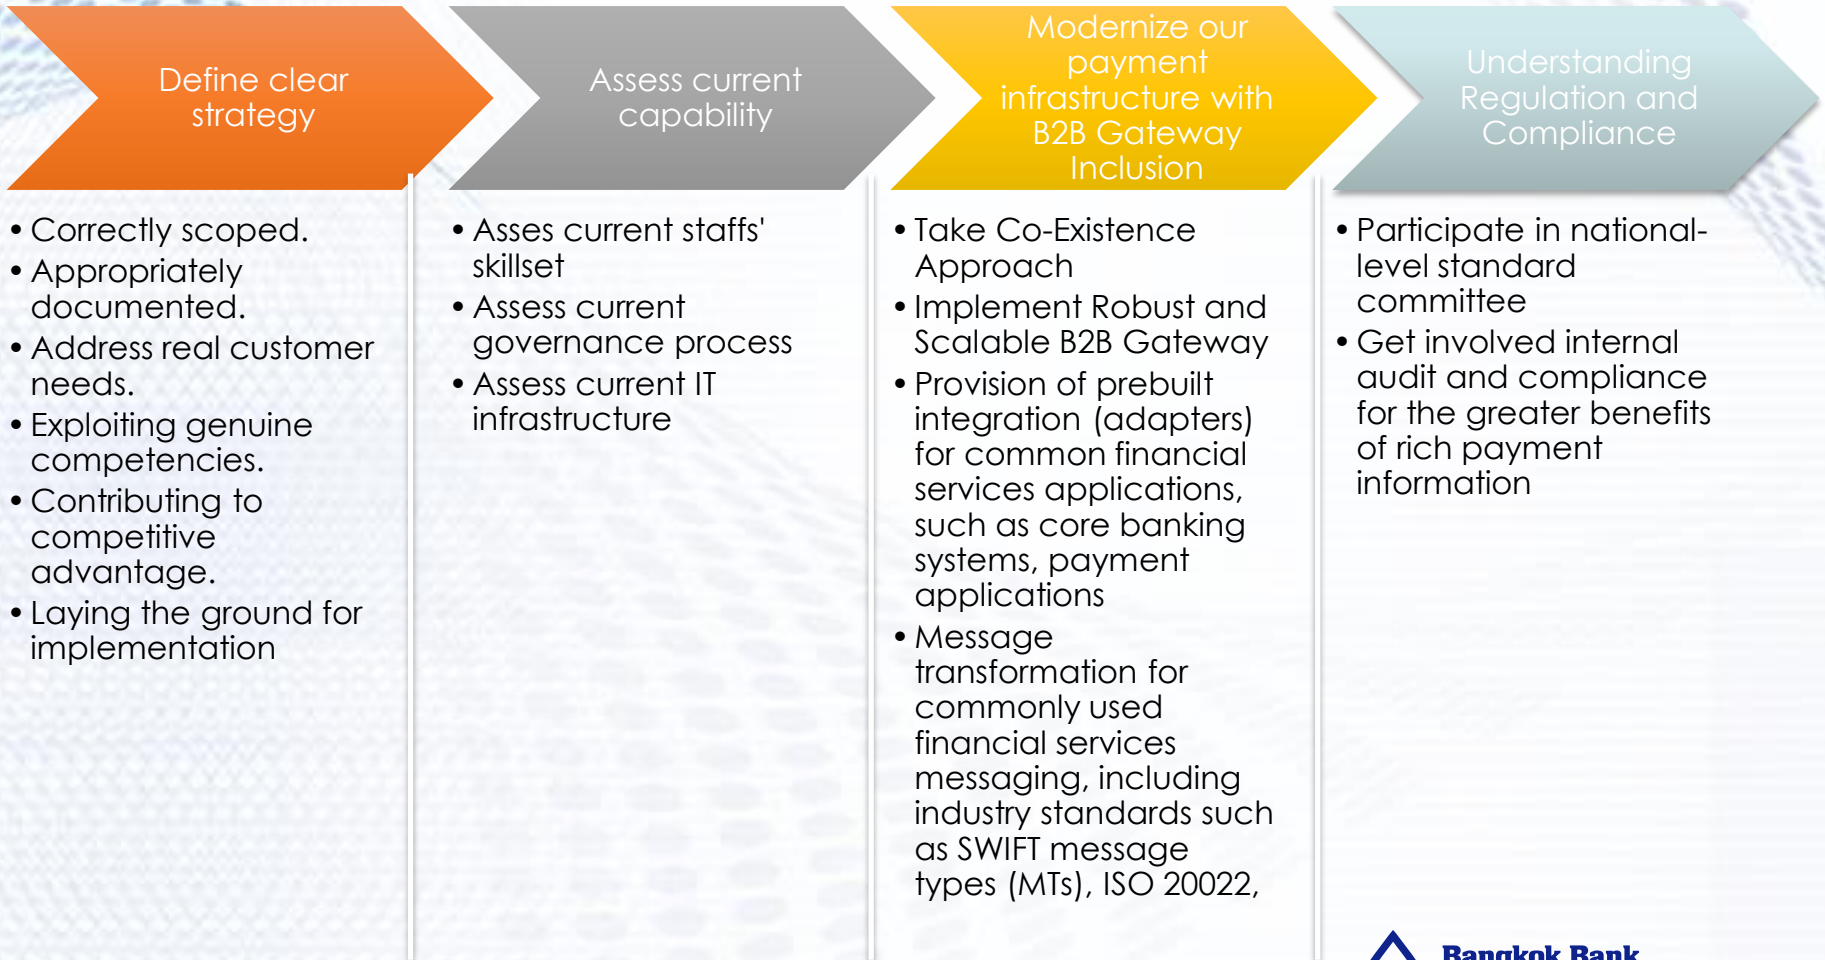 Define clear
strategy
• Correctly scoped.
• Appropriately
documented.
• Address real customer
needs.
• Exploiting genuine
competencies.
• Contributing to
competitive
advantage.
• Laying the ground for
implementation
Assess current
capability
• Asses current staffs'
skillset
• Assess current
governance process
• Assess current IT
infrastructure
Modernize our
payment
infrastructure with
B2B Gateway
Inclusion
• Take Co-Existence
Approach
• Implement Robust and
Scalable B2B Gateway
• Provision of prebuilt
integration (adapters)
for common financial
services applications,
such as core banking
systems, payment
applications
• Message
transformation for
commonly used
financial services
messaging, including
industry standards such
as SWIFT message
types (MTs), ISO 20022,
Understanding
Regulation and
Compliance
• Participate in national-
level standard
committee
• Get involved internal
audit and compliance
for the greater benefits
of rich payment
information
Bangkok Bank